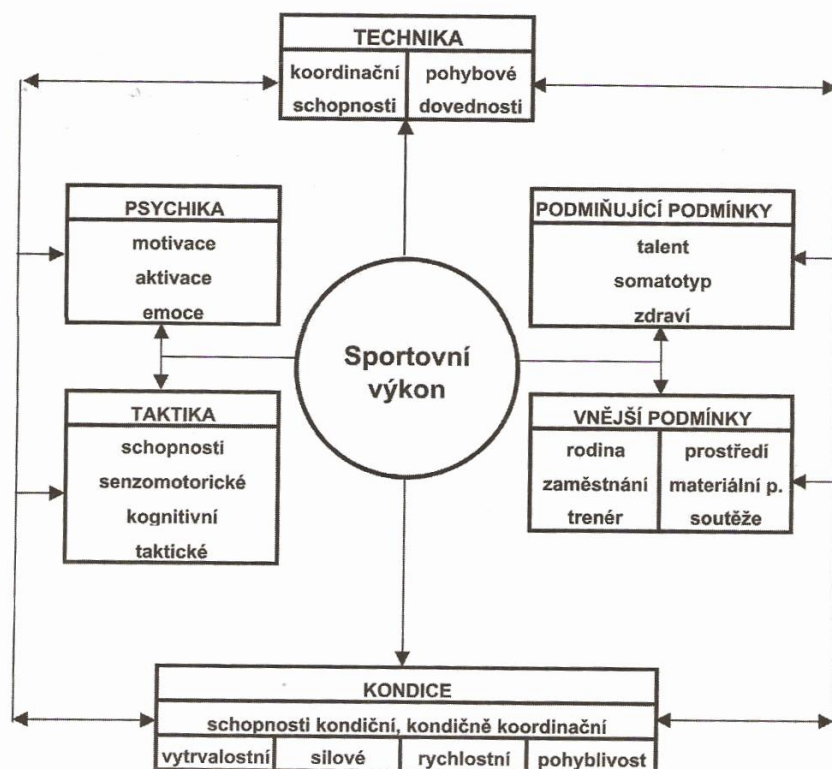 TECHNIKA
koordinační pohybové
schopnosti dovednosti
PSYCHIKA
motivace
aktivace
emoce
PODMIŇUJÍCÍ PODMÍNKY
talent
somatotyp
zdraví
Sportovní
výkon
TAKTIKA
schopnosti
senzomotorické
kognitivní
taktické
VNĚJŠÍ PODMÍNKY
rodina prostředí
zaměstnání materiální p.
trenér soutěže
KONDICE
schopnosti kondiční, kondičně koordinační
vytrvalostní silové rychlostní pohyblivost